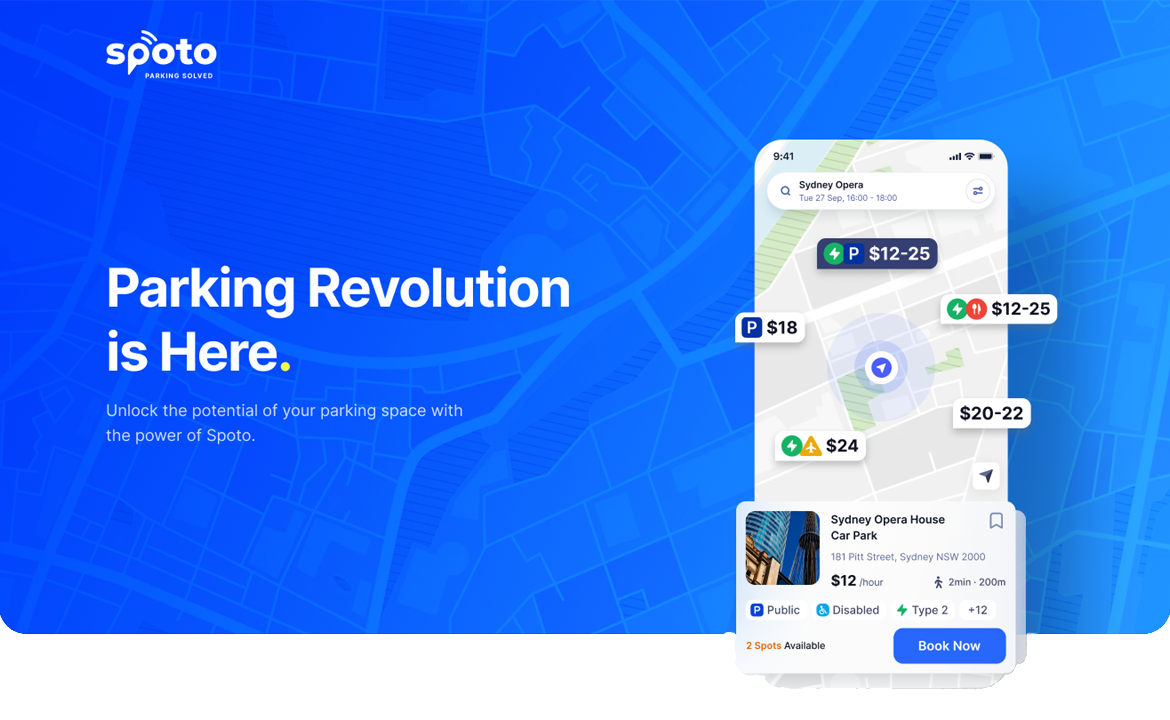 spoto
PARKING SOLVED
Parking Revolution
is Here.
Unlock the potential of your parking space with
the power of Spoto.
9:41
Sydney Opera
Tue 27 Sep, 16:00 - 18:00
P $12-25
$12-25
P $18
$20-22
$24
Sydney Opera House
Car Park
181 Pitt Street, Sydney NSW 2000
$12 /hour 2min · 200m
P Public Disabled Type 2 +12
2 Spots Available
Book Now